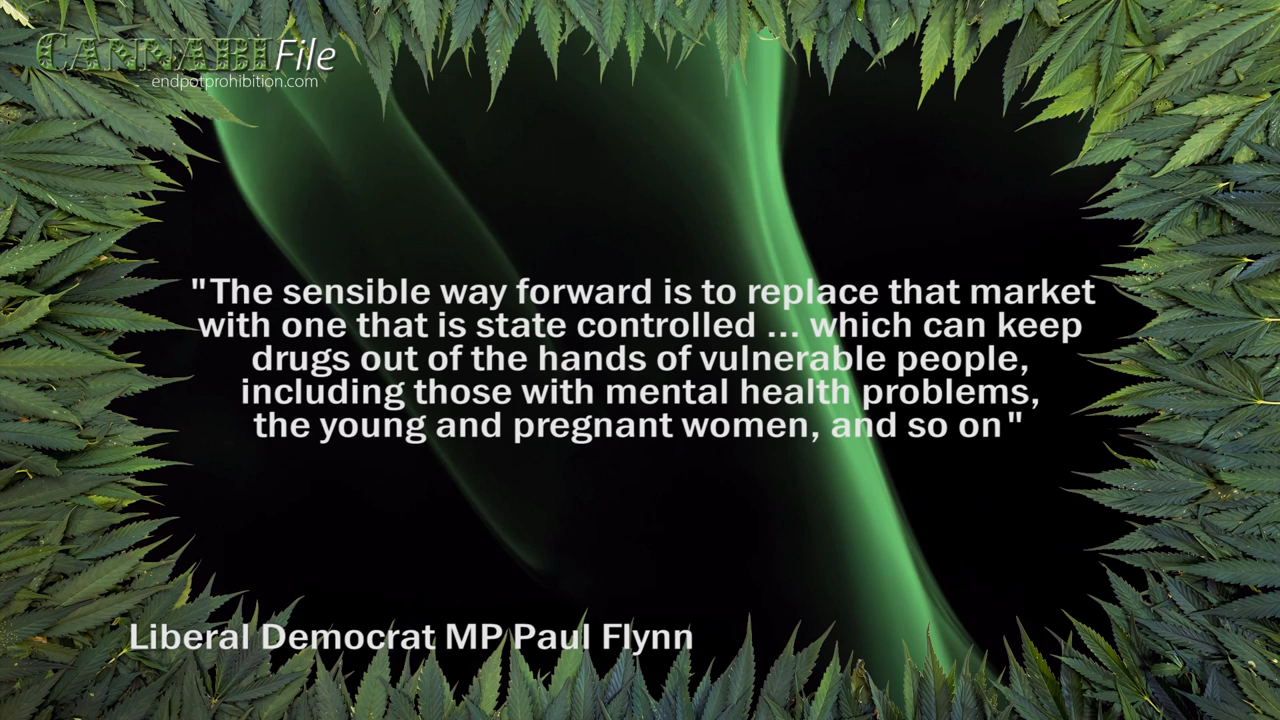 CANNABIFile
endpotprohibition.com
"The sensible way forward is to replace that market
with one that is state controlled ... which can keep
drugs out of the hands of vulnerable people,
including those with mental health problems,
the young and pregnant women, and so on"
Liberal Democrat MP Paul Flynn